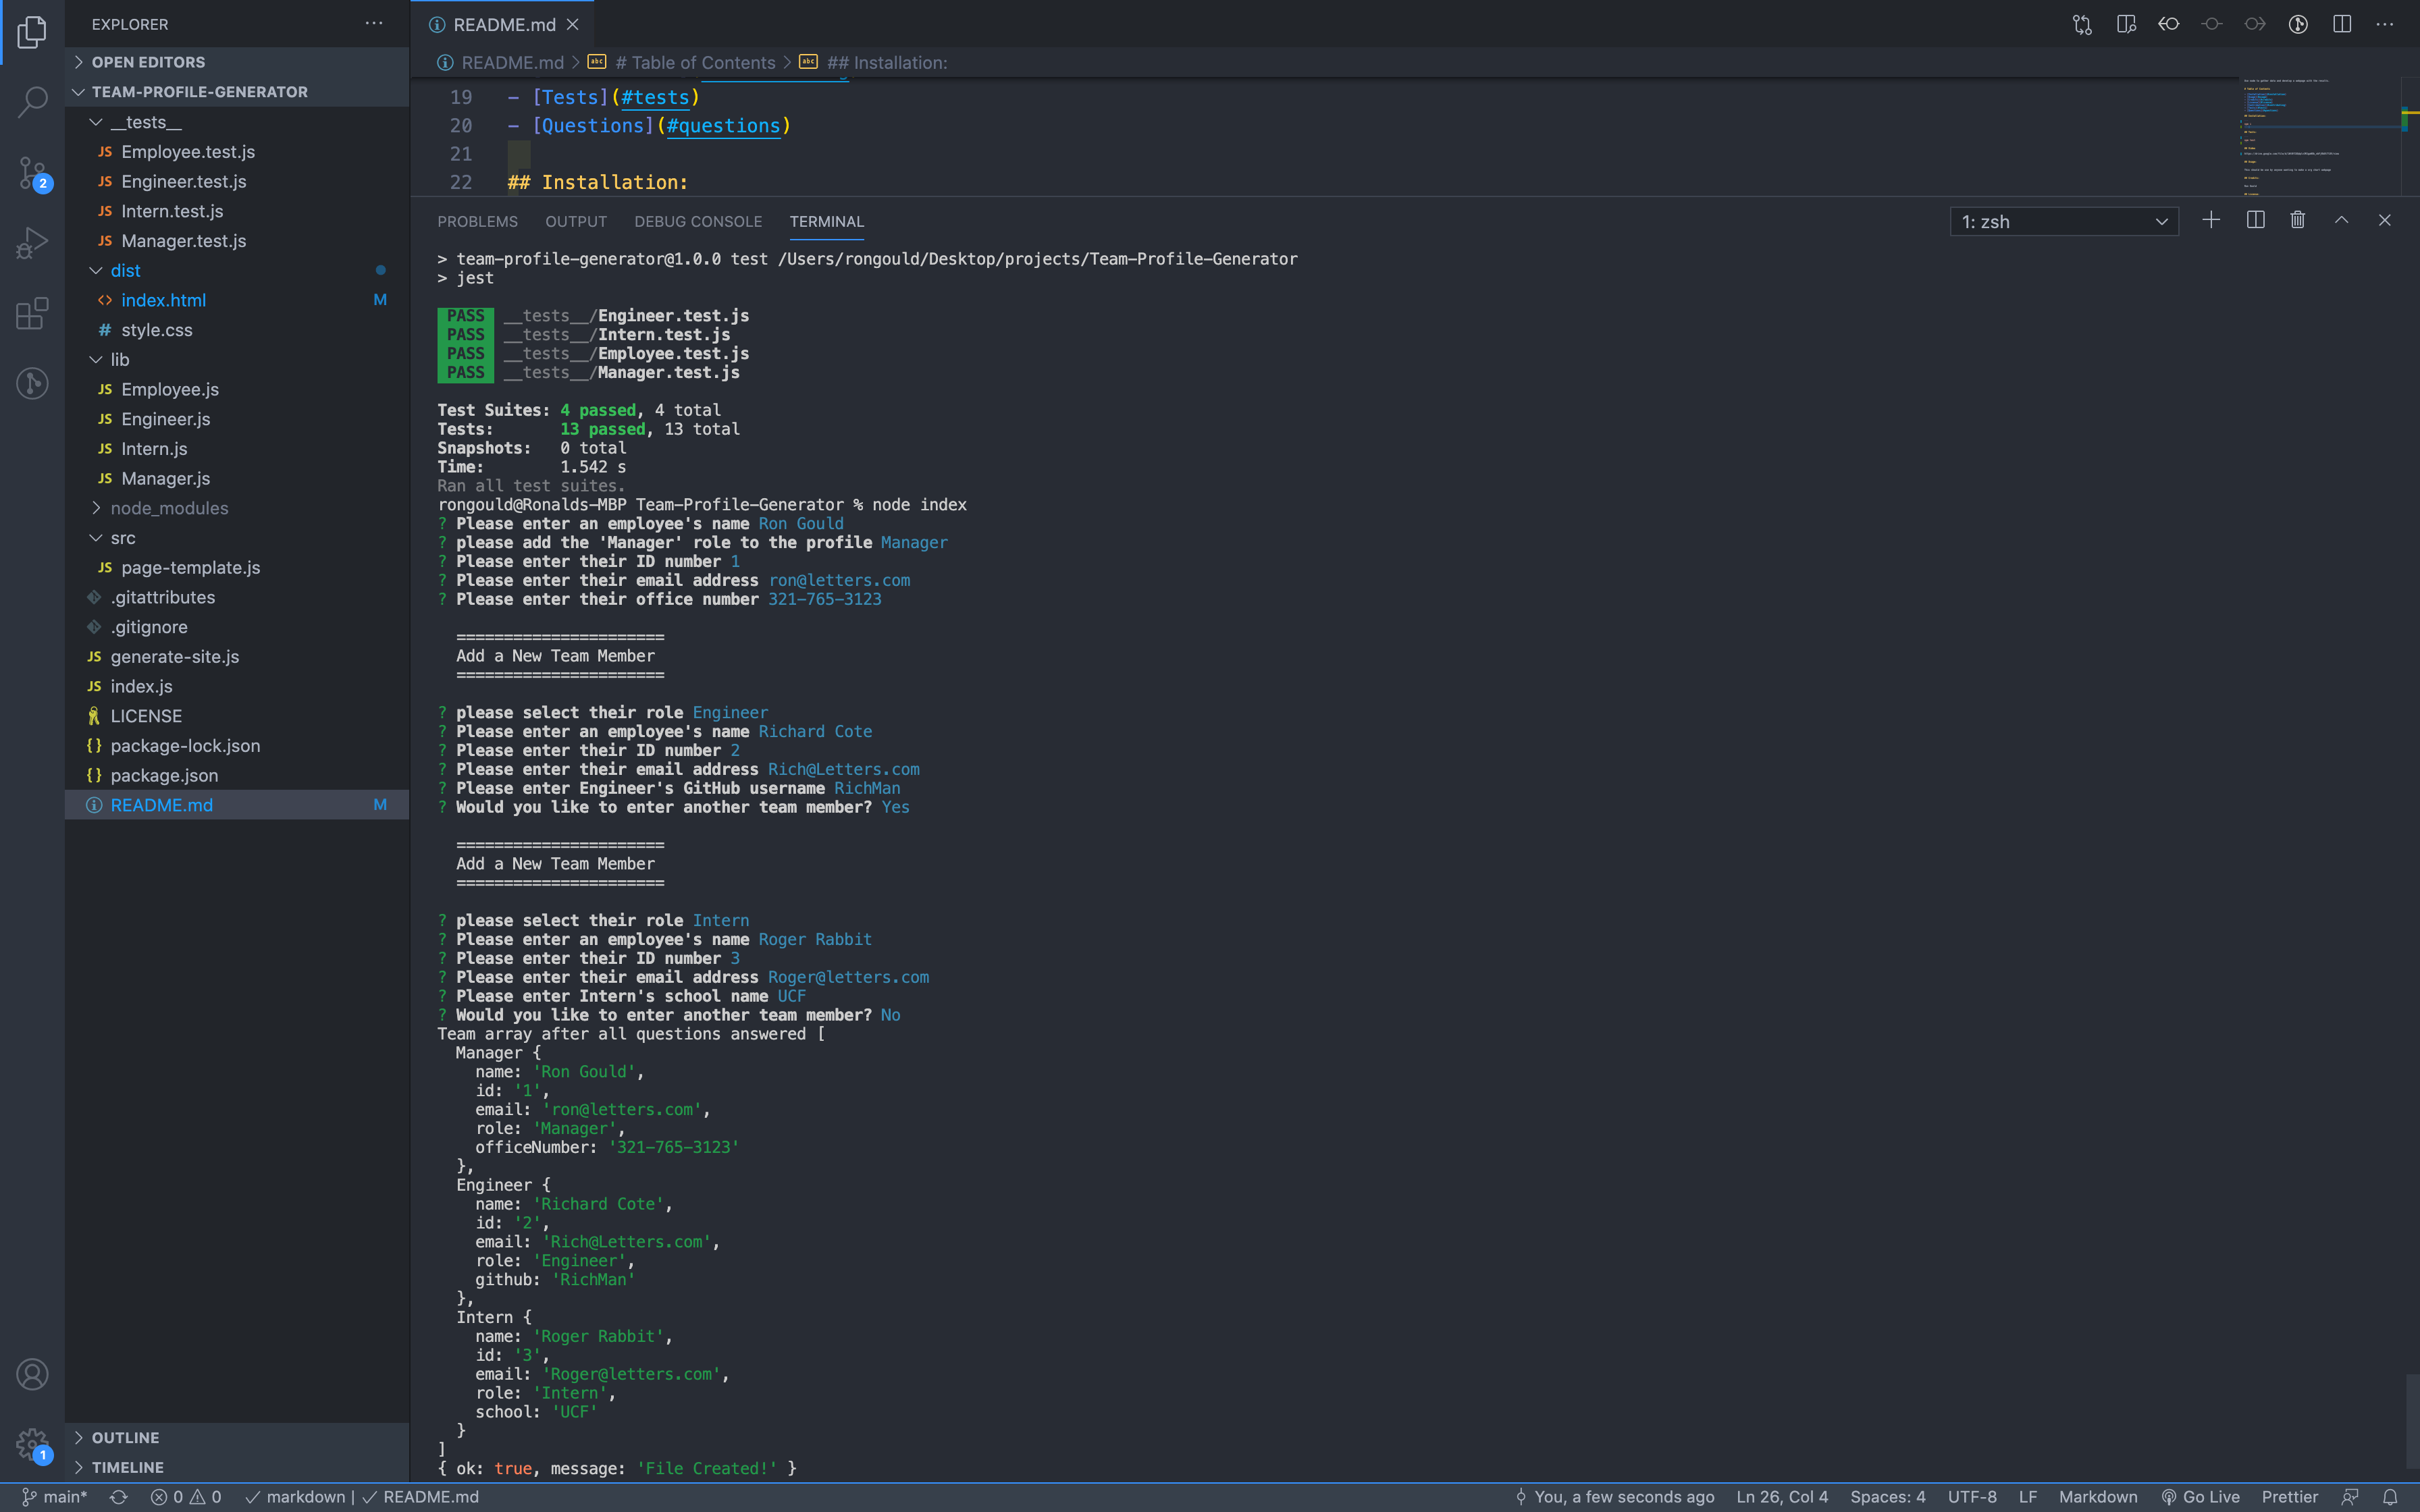 EXPLORER
OPEN EDITORS
TEAM-PROFILE-GENERATOR
__tests__
JS Employee.test.js
JS Engineer.test.js
JS Intern.test.js
JS Manager.test.js
dist
<> index.html M
# style.css
lib
JS Employee.js
JS Engineer.js
JS Intern.js
JS Manager.js
node_modules
src
JS page-template.js
.gitattributes
.gitignore
JS generate-site.js
JS index.js
LICENSE
{} package-lock.json
{} package.json
README.md M
OUTLINE
TIMELINE
2
1
README.md
README.md > abc # Table of Contents > abc ## Installation:
19 - [Tests](#tests)
20 - [Questions](#questions)
21
22 ## Installation:
PROBLEMS OUTPUT DEBUG CONSOLE TERMINAL 1: zsh
> team-profile-generator@1.0.0 test /Users/rongould/Desktop/projects/Team-Profile-Generator
> jest
PASS __tests__/Engineer.test.js
PASS __tests__/Intern.test.js
PASS __tests__/Employee.test.js
PASS __tests__/Manager.test.js
Test Suites: 4 passed, 4 total
Tests: 13 passed, 13 total
Snapshots: 0 total
Time: 1.542 s
Ran all test suites.
rongould@Ronalds-MBP Team-Profile-Generator % node index
? Please enter an employee's name Ron Gould
? please add the 'Manager' role to the profile Manager
? Please enter their ID number 1
? Please enter their email address ron@letters.com
? Please enter their office number 321-765-3123
======================
Add a New Team Member
======================
? please select their role Engineer
? Please enter an employee's name Richard Cote
? Please enter their ID number 2
? Please enter their email address Rich@Letters.com
? Please enter Engineer's GitHub username RichMan
? Would you like to enter another team member? Yes
======================
Add a New Team Member
======================
? please select their role Intern
? Please enter an employee's name Roger Rabbit
? Please enter their ID number 3
? Please enter their email address Roger@letters.com
? Please enter Intern's school name UCF
? Would you like to enter another team member? No
Team array after all questions answered [
Manager {
name: 'Ron Gould',
id: '1',
email: 'ron@letters.com',
role: 'Manager',
officeNumber: '321-765-3123'
},
Engineer {
name: 'Richard Cote',
id: '2',
email: 'Rich@Letters.com',
role: 'Engineer',
github: 'RichMan'
},
Intern {
name: 'Roger Rabbit',
id: '3',
email: 'Roger@letters.com',
role: 'Intern',
school: 'UCF'
}
]
{ ok: true, message: 'File Created!' }
main* 0 0 markdown | README.md You, a few seconds ago Ln 26, Col 4 Spaces: 4 UTF-8 LF Markdown Go Live Prettier